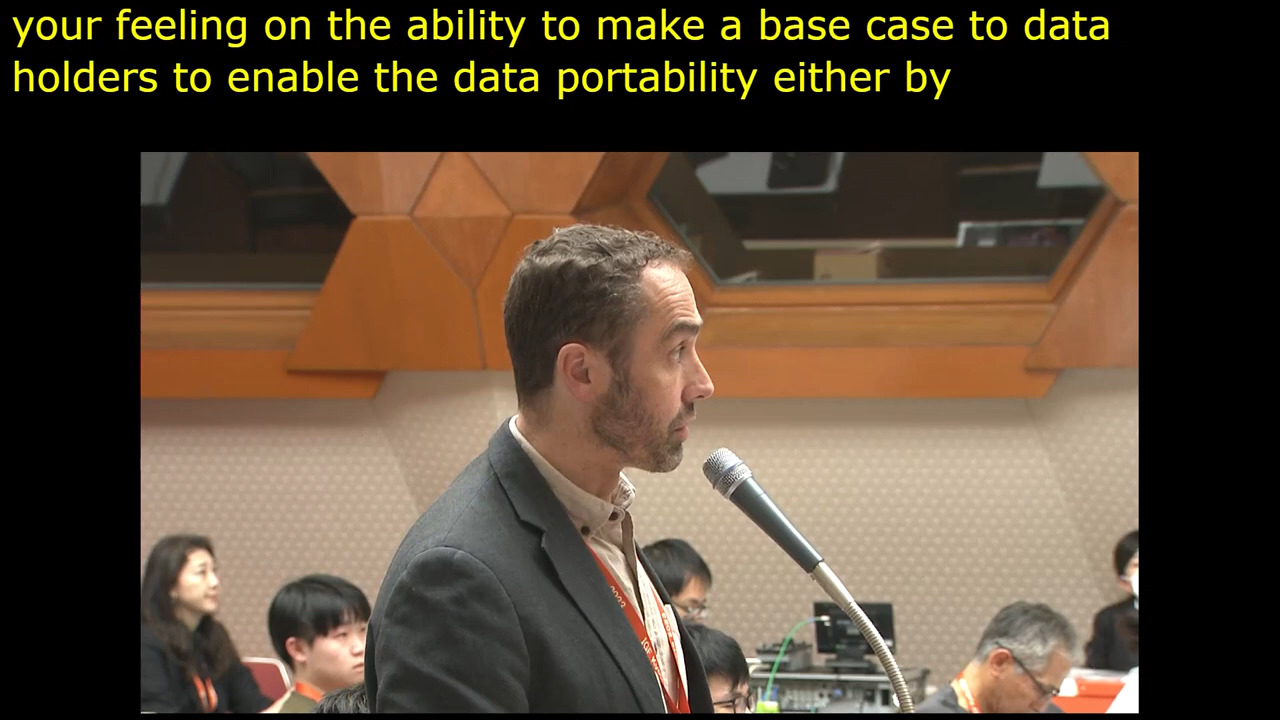 your feeling on the ability to make a base case to data
holders to enable the data portability either by
2023